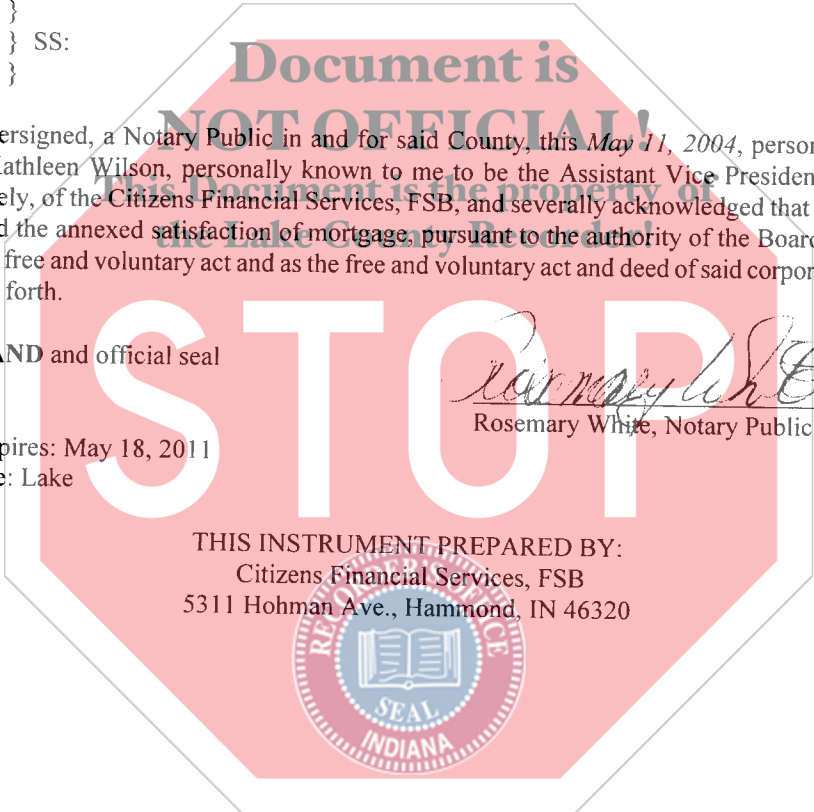 }
} SS:
}
Document is
NOT OFFICIAL!
This Document is the property of
the Lake County Recorder!
ersigned, a Notary Public in and for said County, this May 11, 2004, person
Kathleen Wilson, personally known to me to be the Assistant Vice Presiden
ely, of the Citizens Financial Services, FSB, and severally acknowledged that
d the annexed satisfaction of mortgage, pursuant to the authority of the Board
free and voluntary act and as the free and voluntary act and deed of said corpor
forth.
AND and official seal
STOP
Rosemary White
Rosemary White, Notary Public
pires: May 18, 2011
e: Lake
THIS INSTRUMENT PREPARED BY:
Citizens Financial Services, FSB
5311 Hohman Ave., Hammond, IN 46320
RECORDER'S OFFICE
SEAL
INDIANA